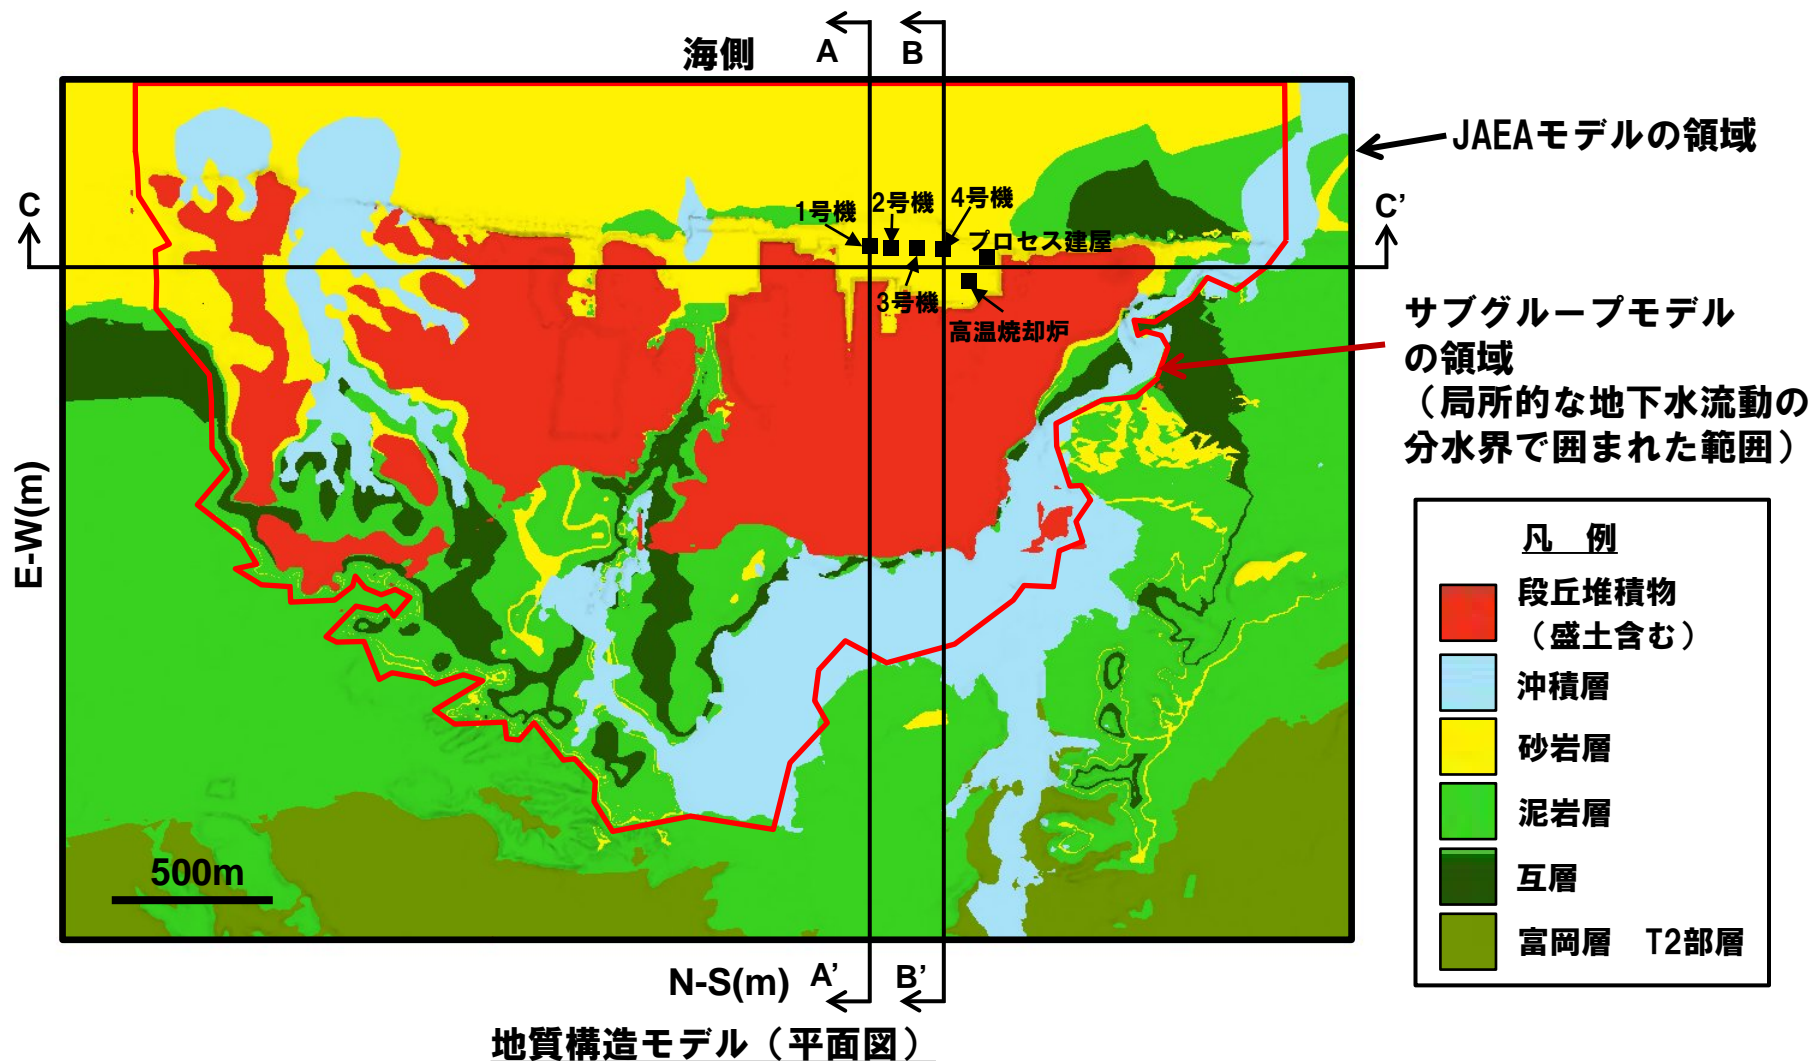 海側
A
B
JAEAモデルの領域
C
C’
1号機
2号機
4号機
プロセス建屋
3号機
高温焼却炉
サブグループモデル
の領域
（局所的な地下水流動の
分水界で囲まれた範囲）
E-W(m)
凡　例
段丘堆積物
（盛土含む）
沖積層
砂岩層
泥岩層
互層
富岡層　T2部層
500m
N-S(m)
A’
B’
地質構造モデル（平面図）